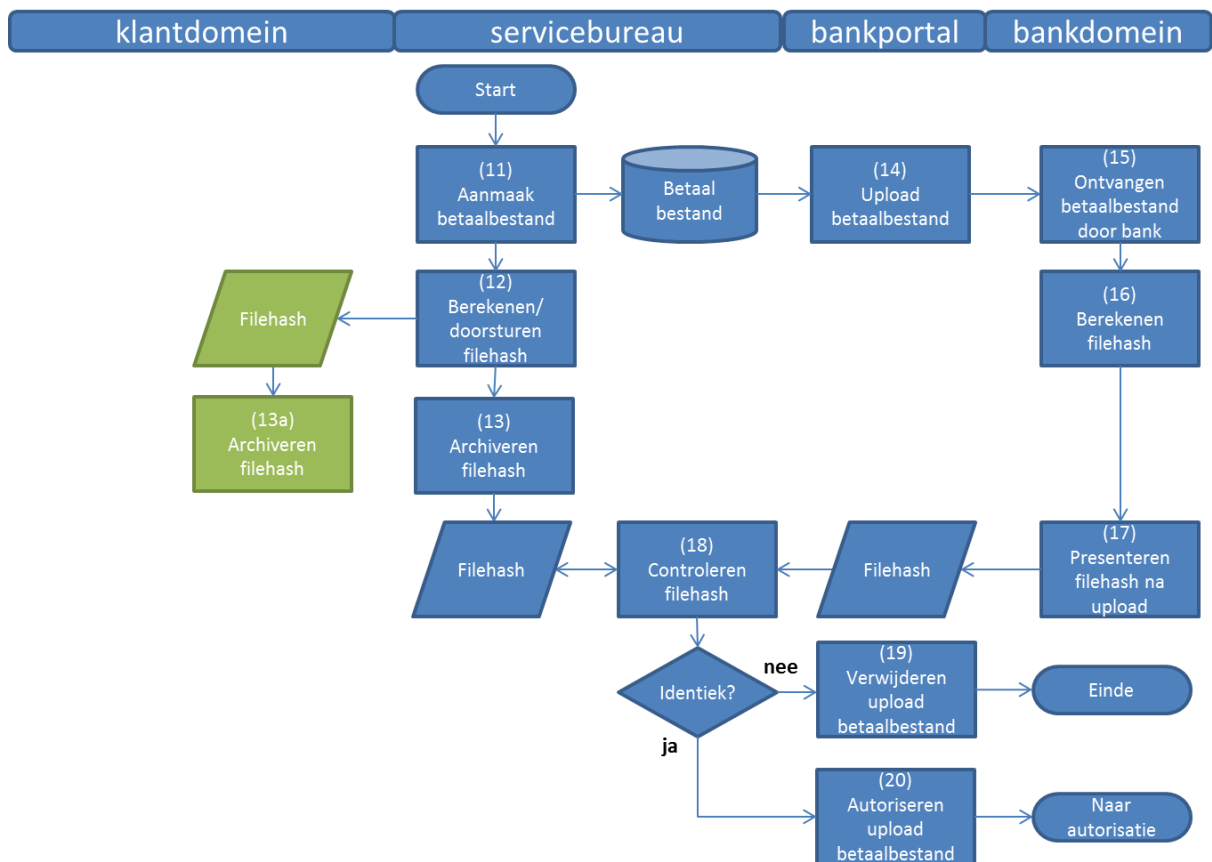 klantdomein
servicebureau
bankportal
bankdomein
Start
(11)
Aanmaak
betaalbestand
Betaal
bestand
(14)
Upload
betaalbestand
(15)
Ontvangen
betaalbestand
door bank
Filehash
(12)
Berekenen/
doorsturen
filehash
(16)
Berekenen
filehash
(13a)
Archiveren
filehash
(13)
Archiveren
filehash
Filehash
(18)
Controleren
filehash
Filehash
(17)
Presenteren
filehash na
upload
Identiek?
nee
ja
(19)
Verwijderen
upload
betaalbestand
Einde
(20)
Autoriseren
upload
betaalbestand
Naar
autorisatie